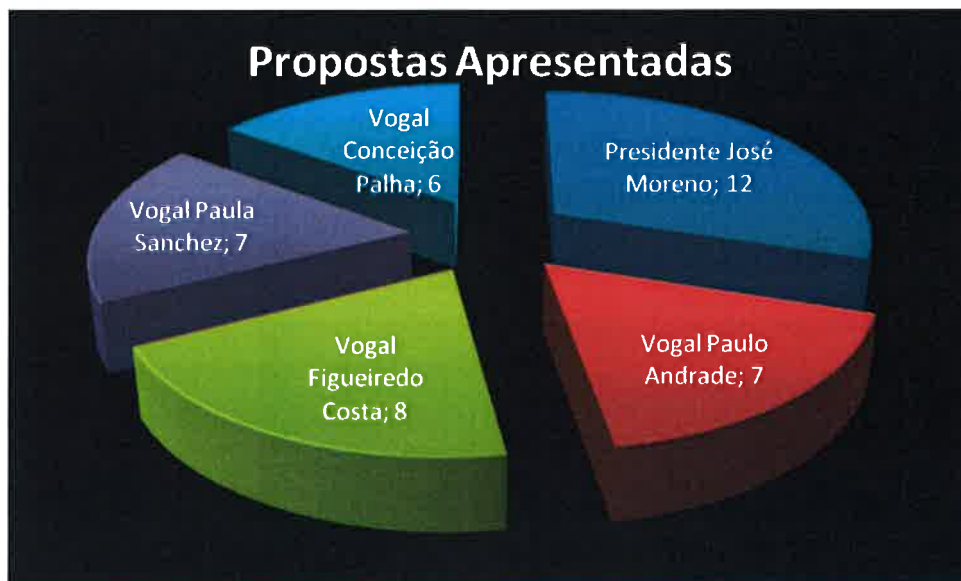 Propostas Apresentadas
Vogal
Conceição
Palha; 6
Presidente José
Moreno; 12
Vogal Paula
Sanchez; 7
Vogal
Figueiredo
Costa; 8
Vogal Paulo
Andrade; 7